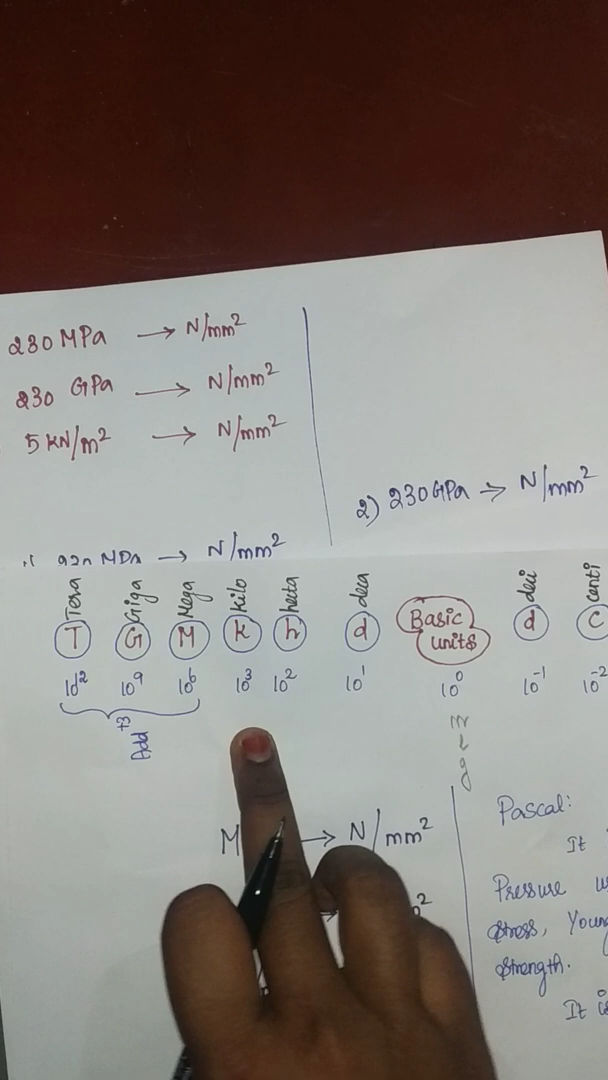 230 MPa → N/mm²
230 GPa → N/mm²
5 KN/m² → N/mm²
2) 230 GPa → N/mm²
→ N/mm²
Tera Giga Mega kilo hecta deca deci centi
T G M k h d Basic units d C
10¹² 10⁹ 10⁶ 10³ 10² 10¹ 10⁰ 10⁻¹ 10⁻²
Add +3
Pascal:
M → N/mm²
It
Pressure
Stress,
Strength.
It